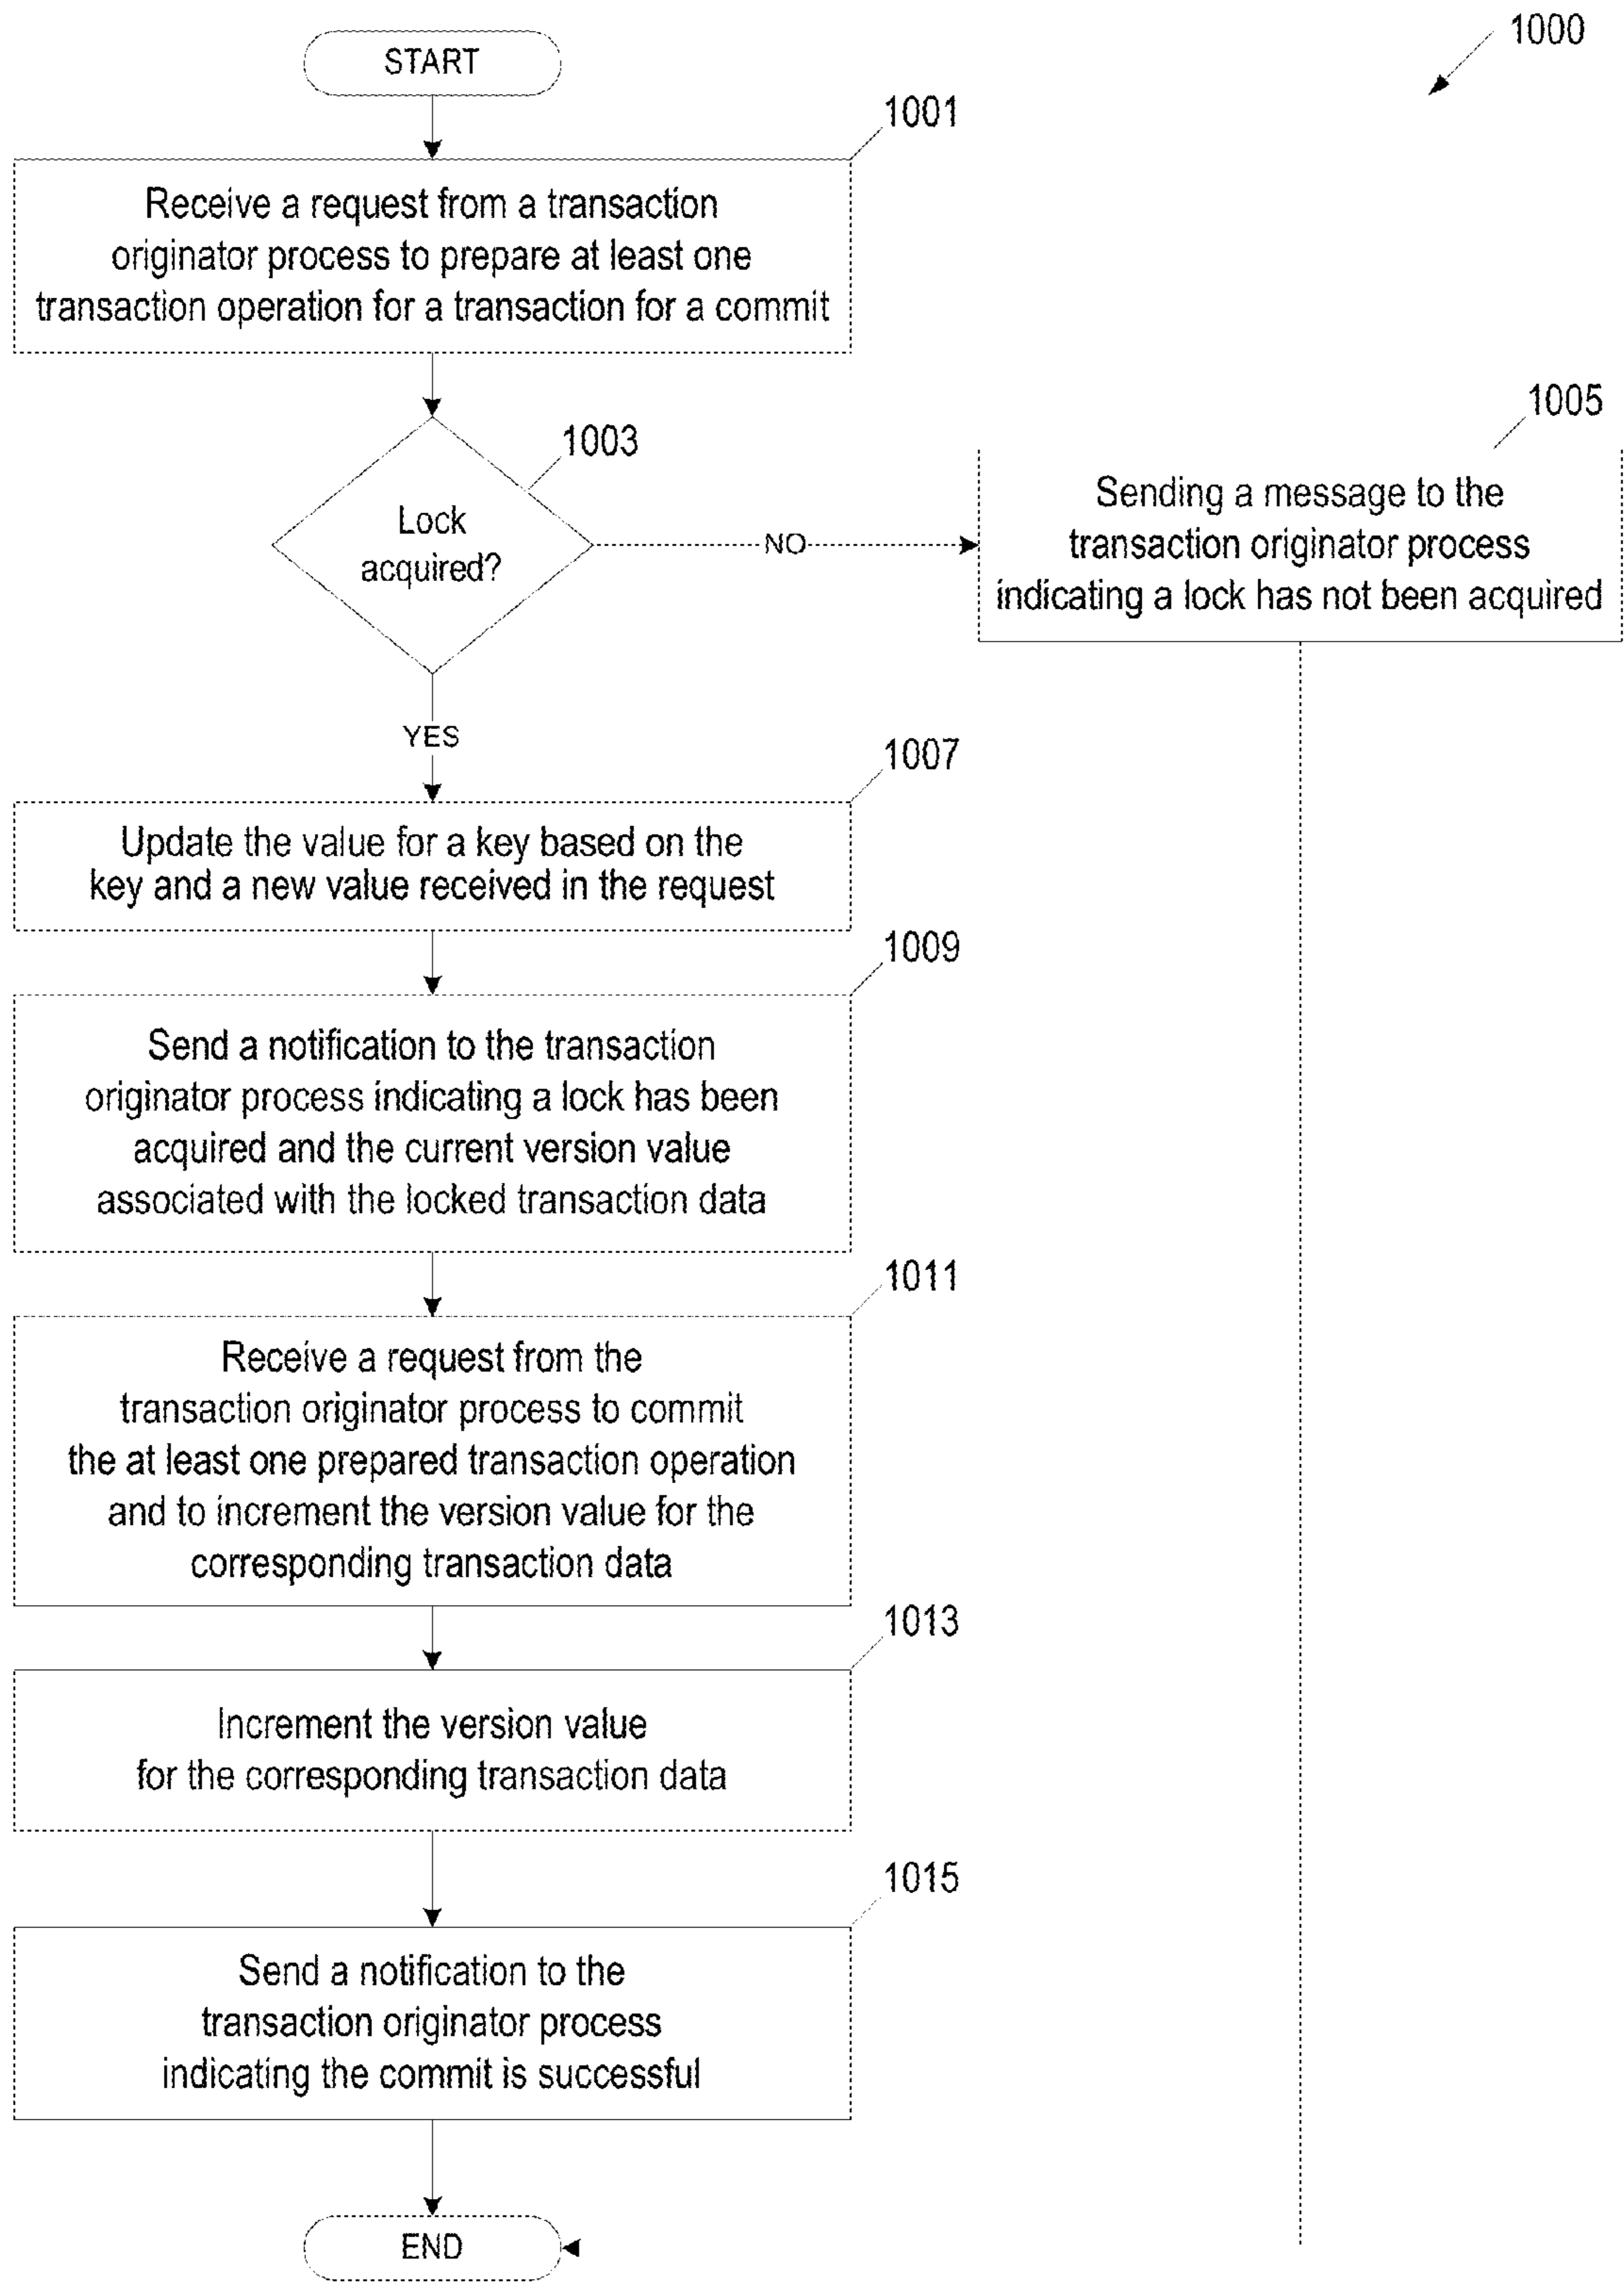 1000
START
1001
Receive a request from a transaction
originator process to prepare at least one
transaction operation for a transaction for a commit
1003
Lock
acquired?
NO
1005
Sending a message to the
transaction originator process
indicating a lock has not been acquired
YES
1007
Update the value for a key based on the
key and a new value received in the request
1009
Send a notification to the transaction
originator process indicating a lock has been
acquired and the current version value
associated with the locked transaction data
1011
Receive a request from the
transaction originator process to commit
the at least one prepared transaction operation
and to increment the version value for the
corresponding transaction data
1013
Increment the version value
for the corresponding transaction data
1015
Send a notification to the
transaction originator process
indicating the commit is successful
END